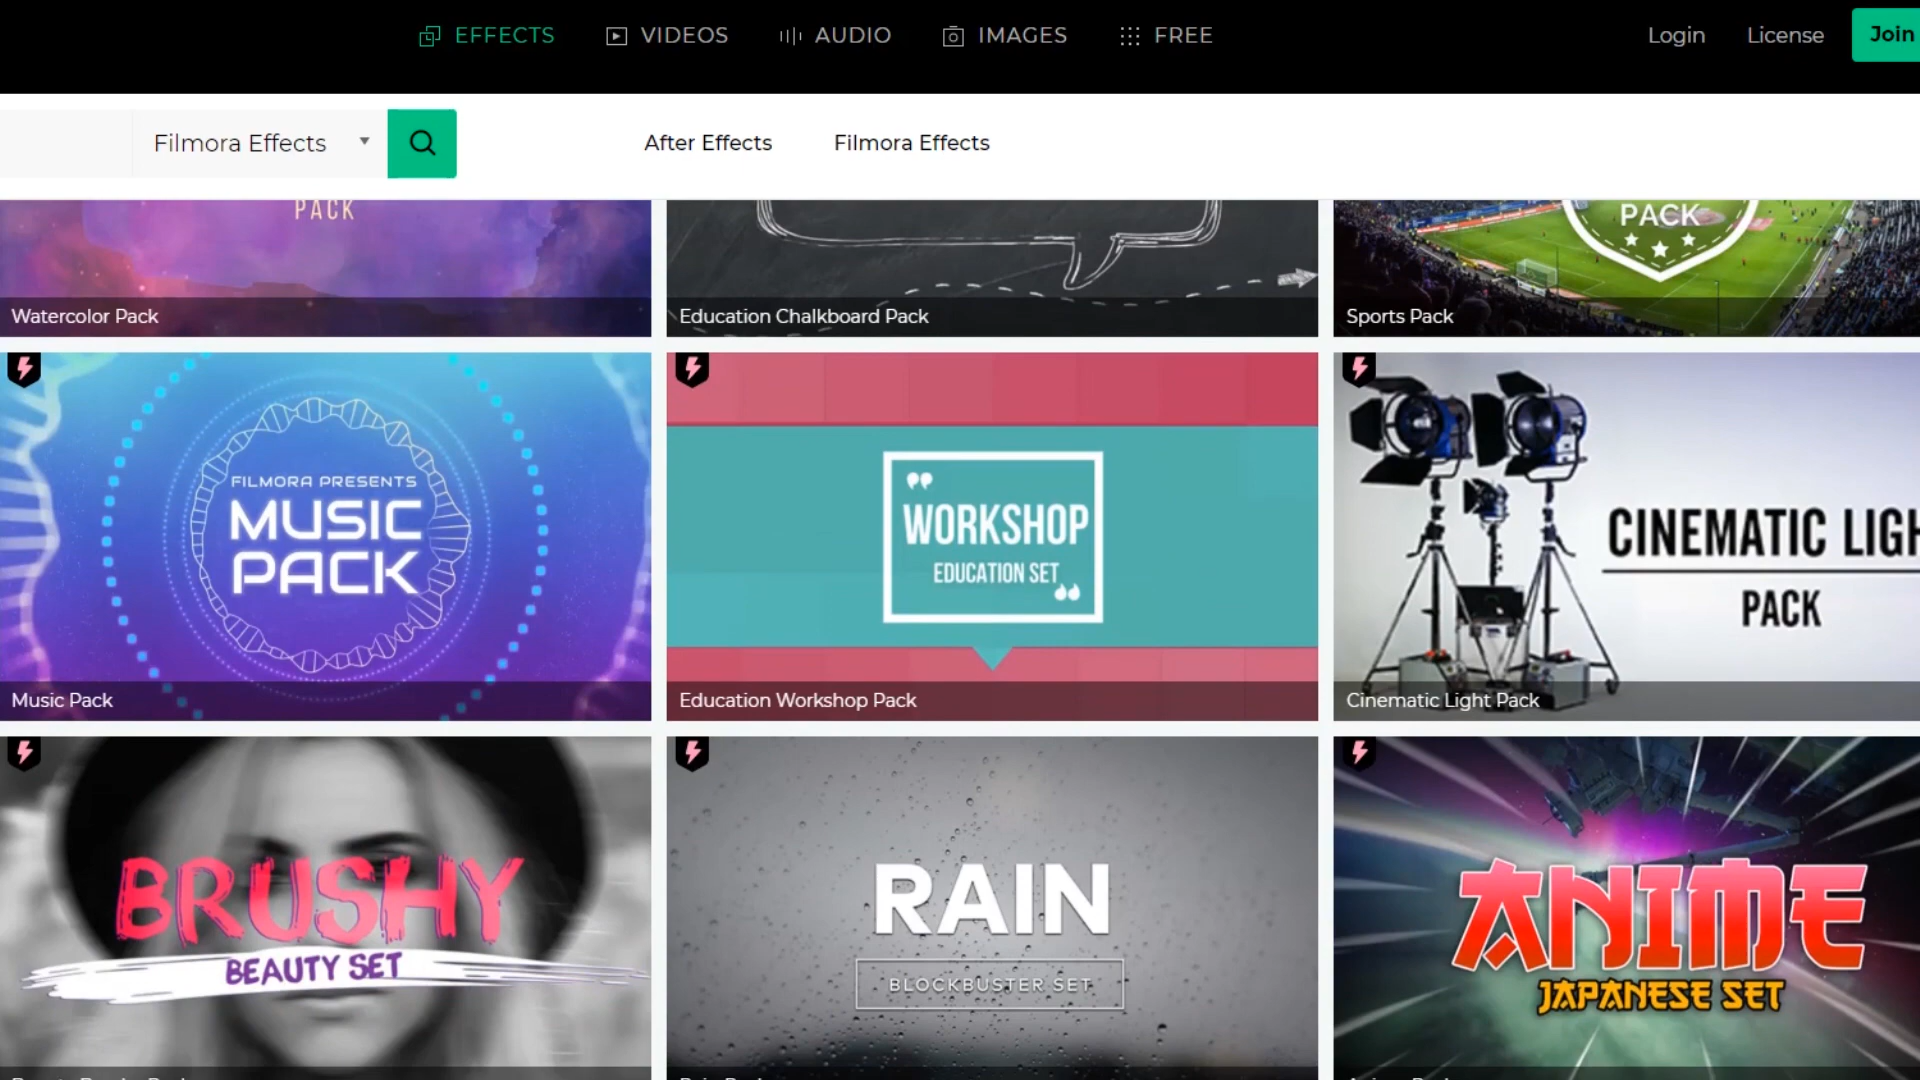 EFFECTS
VIDEOS
AUDIO
IMAGES
FREE
Login
License
Join
Filmora Effects
After Effects
Filmora Effects
PACK
Watercolor Pack
Education Chalkboard Pack
PACK
Sports Pack
FILMORA PRESENTS
MUSIC
PACK
Music Pack
WORKSHOP
EDUCATION SET
Education Workshop Pack
CINEMATIC LIGH
PACK
Cinematic Light Pack
BRUSHY
BEAUTY SET
RAIN
BLOCKBUSTER SET
ANIME
JAPANESE SET